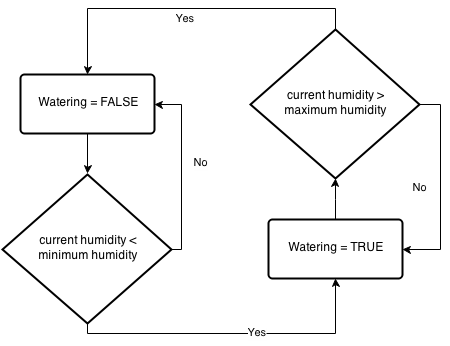 Yes
Watering = FALSE
current humidity >
maximum humidity
No
No
current humidity <
minimum humidity
Watering = TRUE
Yes